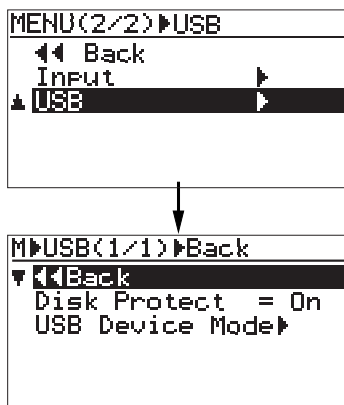 MENU(2/2)▶USB
◀◀ Back
Input ▶
▲ USB ▶
M▶USB(1/1)▶Back
▼ ◀◀Back
Disk Protect = On
USB Device Mode▶